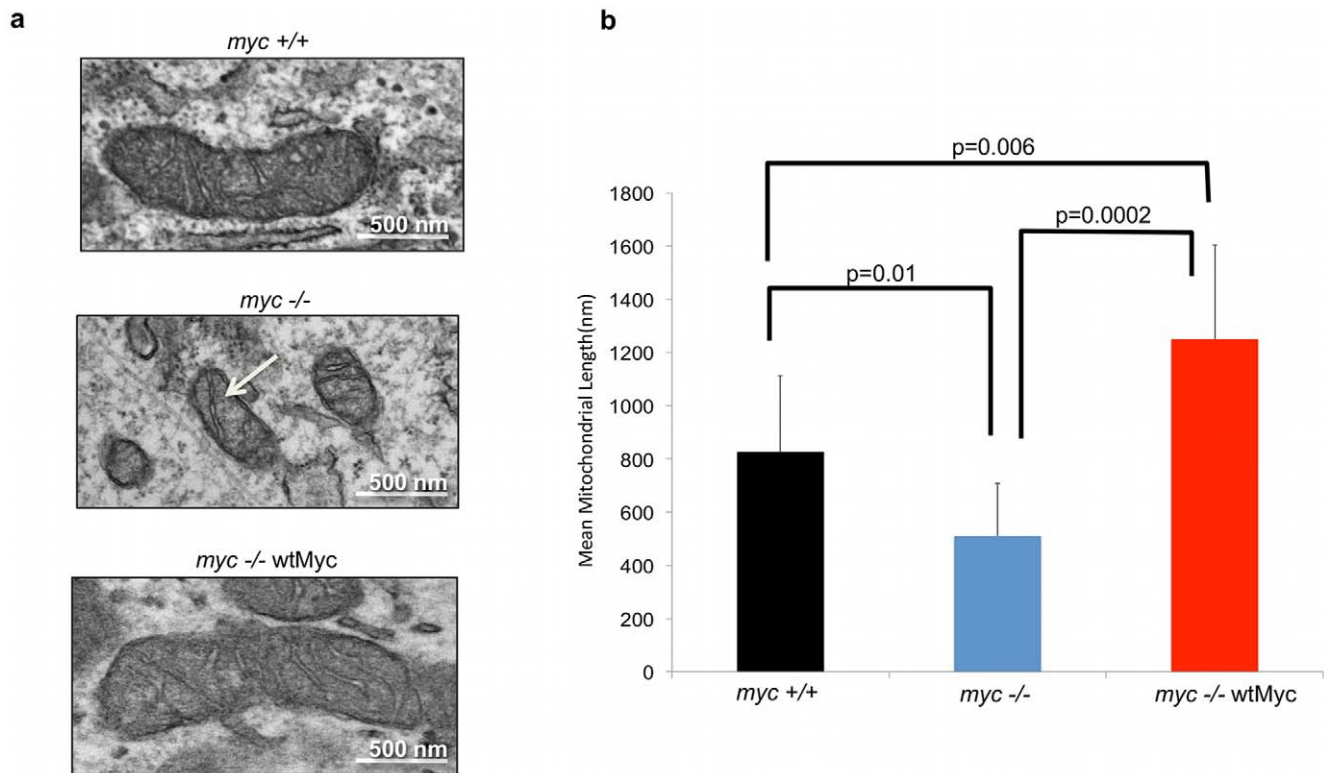 a
myc +/+
500 nm
myc -/-
500 nm
myc -/- wtMyc
500 nm
b
p=0.006
p=0.0002
p=0.01
Mean Mitochondrial Length(nm)
1800
1600
1400
1200
1000
800
600
400
200
0
myc +/+
myc -/-
myc -/- wtMyc